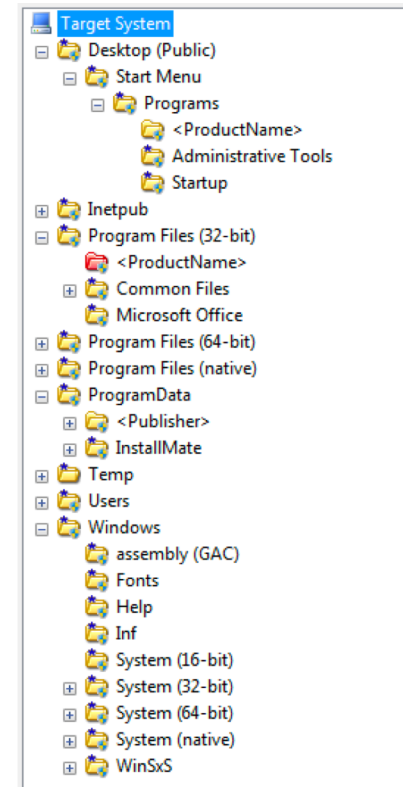 Target System
Desktop (Public)
Start Menu
Programs
<ProductName>
Administrative Tools
Startup
Inetpub
Program Files (32-bit)
<ProductName>
Common Files
Microsoft Office
Program Files (64-bit)
Program Files (native)
ProgramData
<Publisher>
InstallMate
Temp
Users
Windows
assembly (GAC)
Fonts
Help
Inf
System (16-bit)
System (32-bit)
System (64-bit)
System (native)
WinSxS